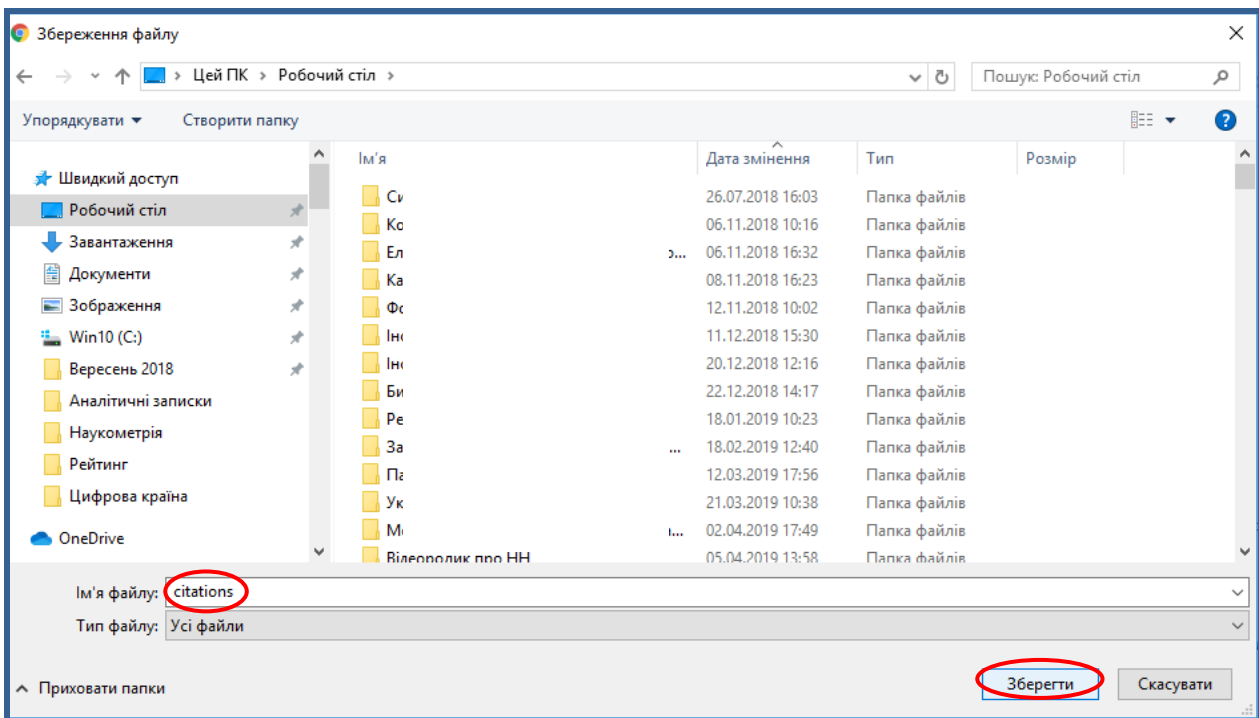 Збереження файлу
Цей ПК › Робочий стіл ›
Пошук: Робочий стіл
Упорядкувати
Створити папку
Швидкий доступ
Робочий стіл
Завантаження
Документи
Зображення
Win10 (C:)
Вересень 2018
Аналітичні записки
Наукометрія
Рейтинг
Цифрова країна
OneDrive
Ім'я Дата змінення Тип Розмір
26.07.2018 16:03 Папка файлів
Ко 06.11.2018 10:16 Папка файлів
Ел ... 06.11.2018 16:32 Папка файлів
Ка 08.11.2018 16:23 Папка файлів
12.11.2018 10:02 Папка файлів
11.12.2018 15:30 Папка файлів
20.12.2018 12:16 Папка файлів
Би 22.12.2018 14:17 Папка файлів
Ре 18.01.2019 10:23 Папка файлів
За ... 18.02.2019 12:40 Папка файлів
12.03.2019 17:56 Папка файлів
Ук 21.03.2019 10:38 Папка файлів
... 02.04.2019 17:49 Папка файлів
Відеоролик про НН 05.04.2019 13:58 Папка файлів
Ім'я файлу: citations
Тип файлу: Усі файли
Приховати папки
Зберегти
Скасувати